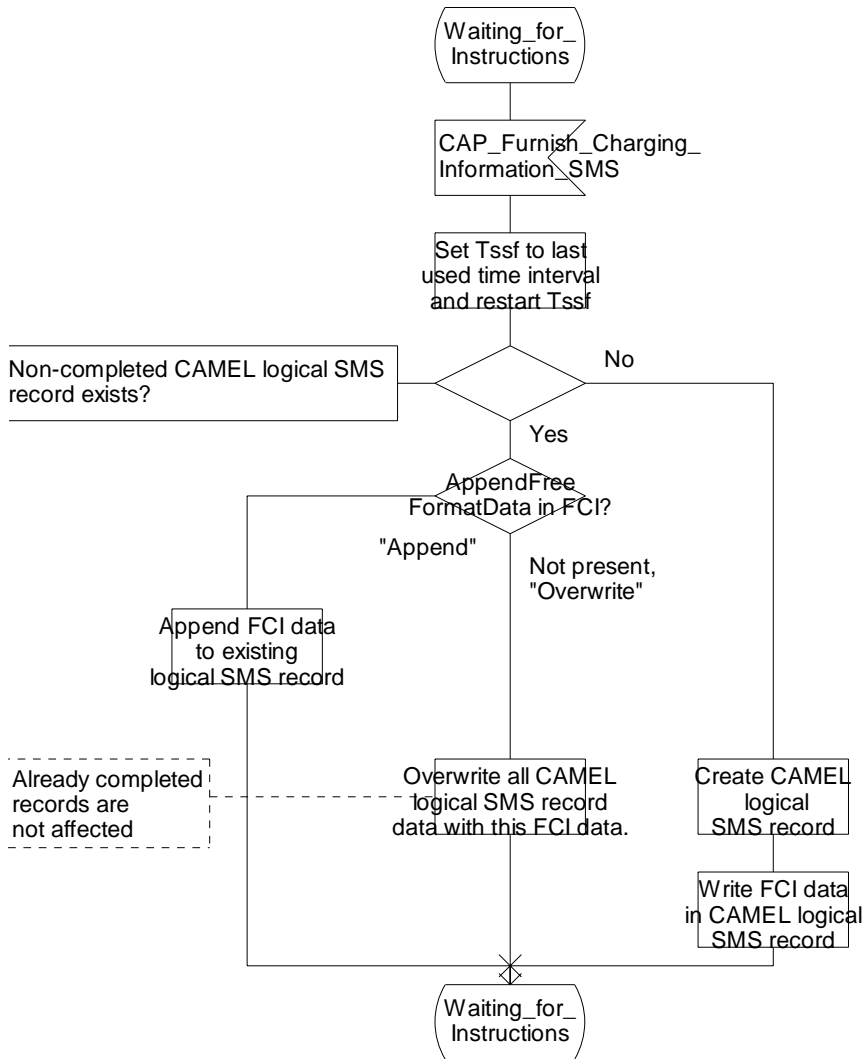 Waiting_for_
Instructions
CAP_Furnish_Charging_
Information_SMS
Set Tssf to last
used time interval
and restart Tssf
Non-completed CAMEL logical SMS
record exists?
No
Yes
AppendFree
FormatData in FCI?
"Append"
Not present,
"Overwrite"
Append FCI data
to existing
logical SMS record
Already completed
records are
not affected
Overwrite all CAMEL
logical SMS record
data with this FCI data.
Create CAMEL
logical
SMS record
Write FCI data
in CAMEL logical
SMS record
Waiting_for_
Instructions